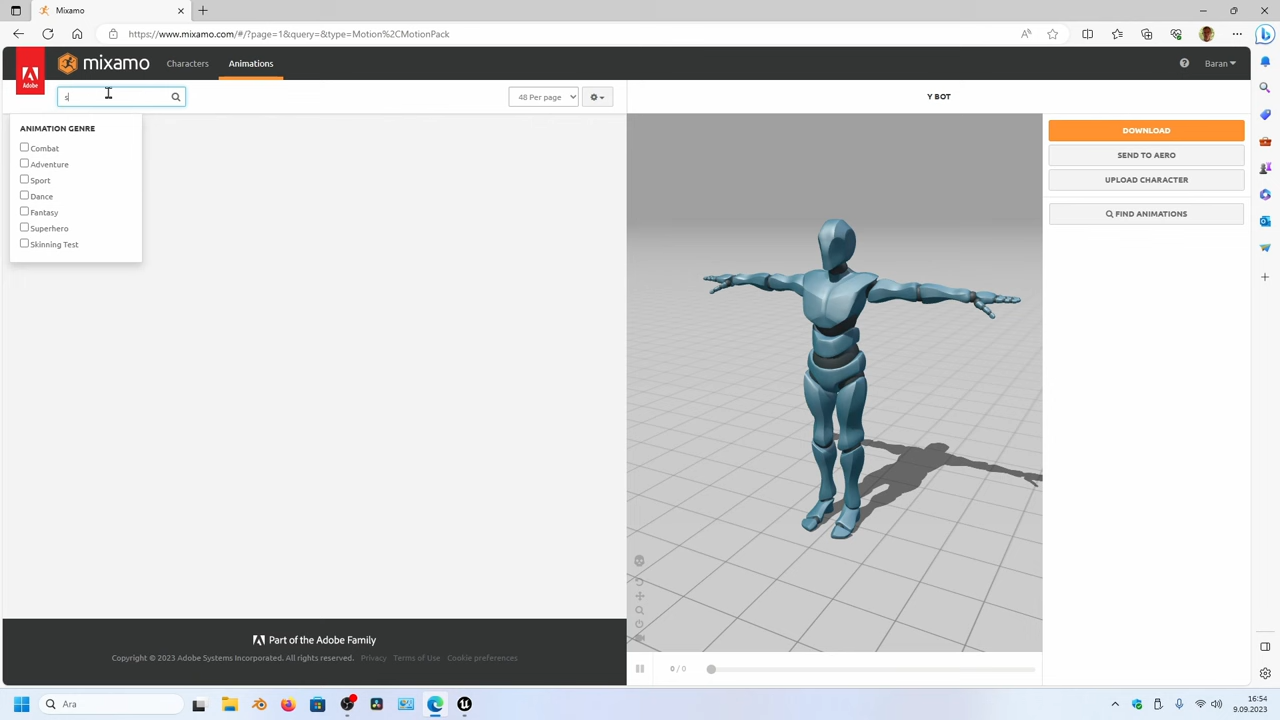 Mixamo
https://www.mixamo.com/#/?page=1&query=&type=Motion%2CMotionPack
Adobe
mixamo
Characters
Animations
Baran
s
48 Per page
Y BOT
ANIMATION GENRE
Combat
Adventure
Sport
Dance
Fantasy
Superhero
Skinning Test
DOWNLOAD
SEND TO AERO
UPLOAD CHARACTER
FIND ANIMATIONS
Part of the Adobe Family
Copyright © 2023 Adobe Systems Incorporated. All rights reserved. Privacy Terms of Use Cookie preferences
0 / 0
Ara
16:54
9.09.2023